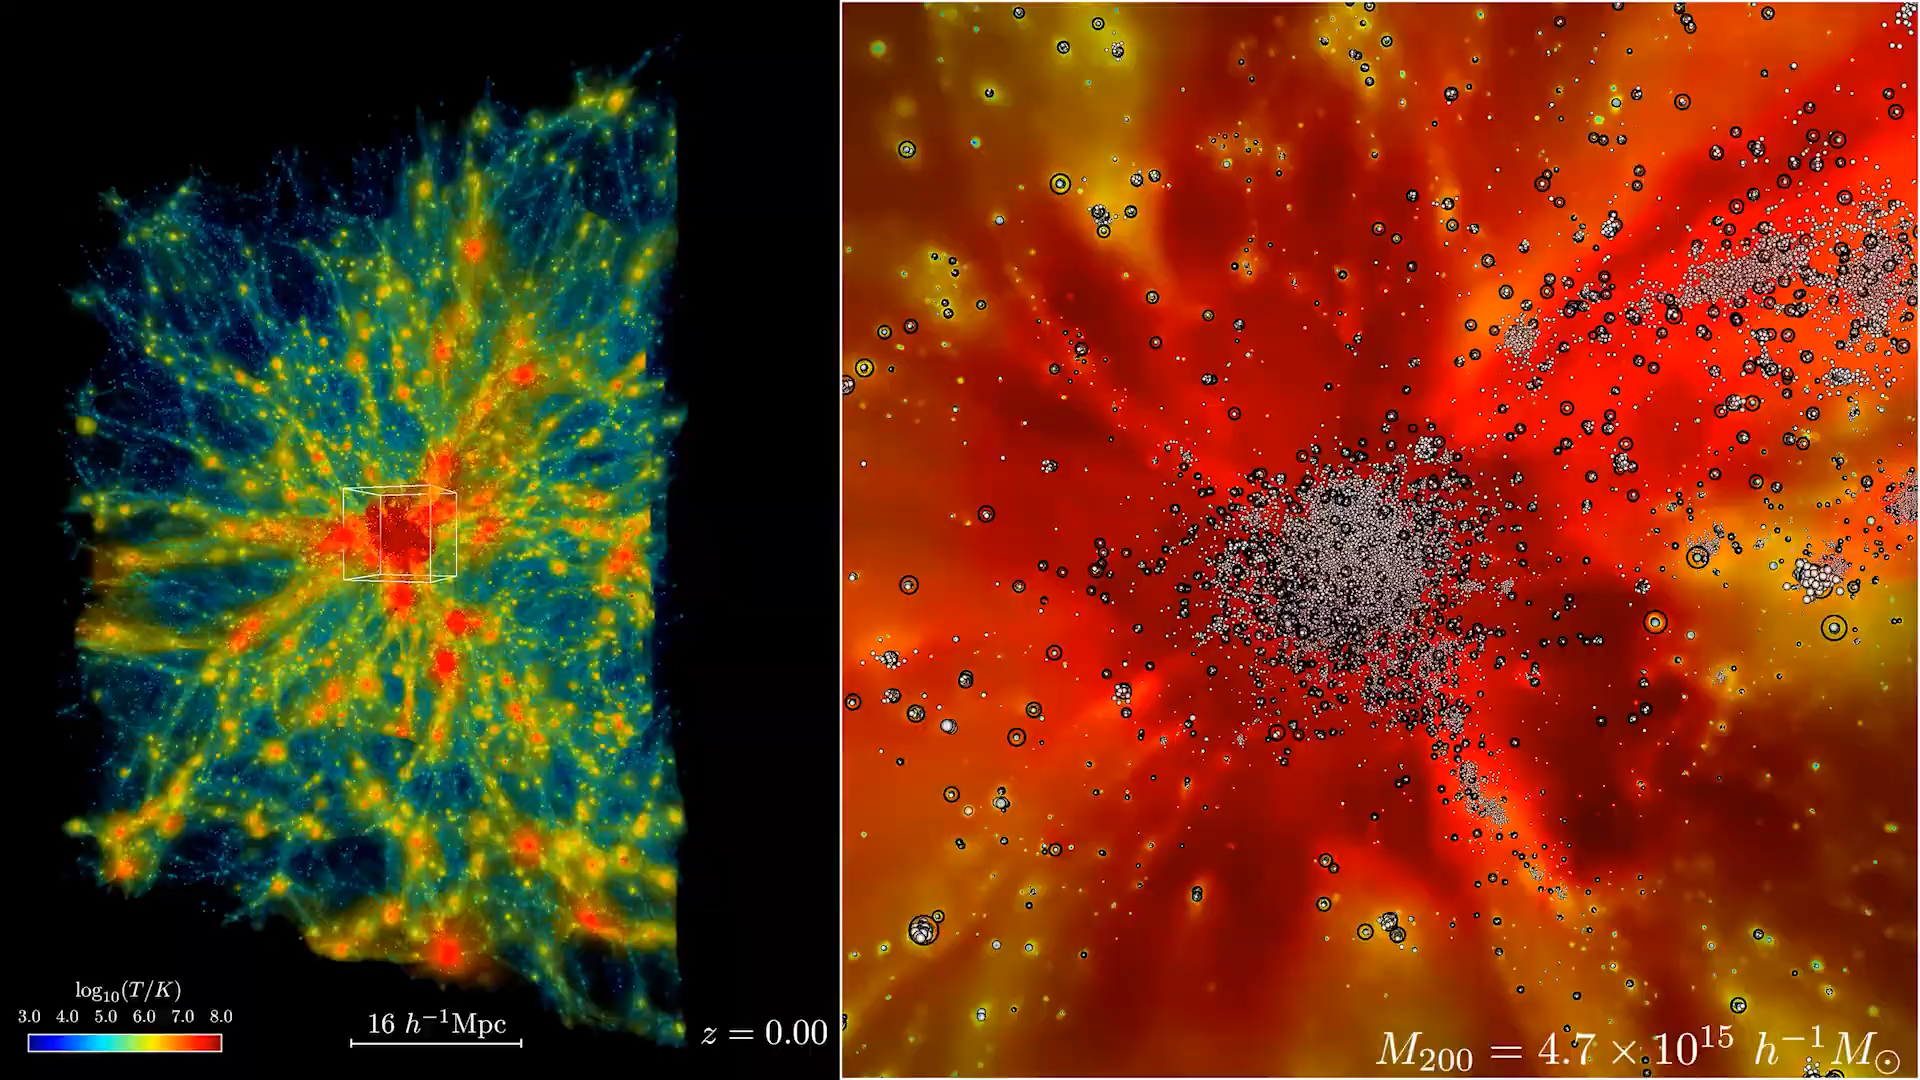 log₁₀(T/K)
3.0 4.0 5.0 6.0 7.0 8.0
16 h⁻¹Mpc
z = 0.00
M₂₀₀ = 4.7 × 10¹⁵ h⁻¹M☉